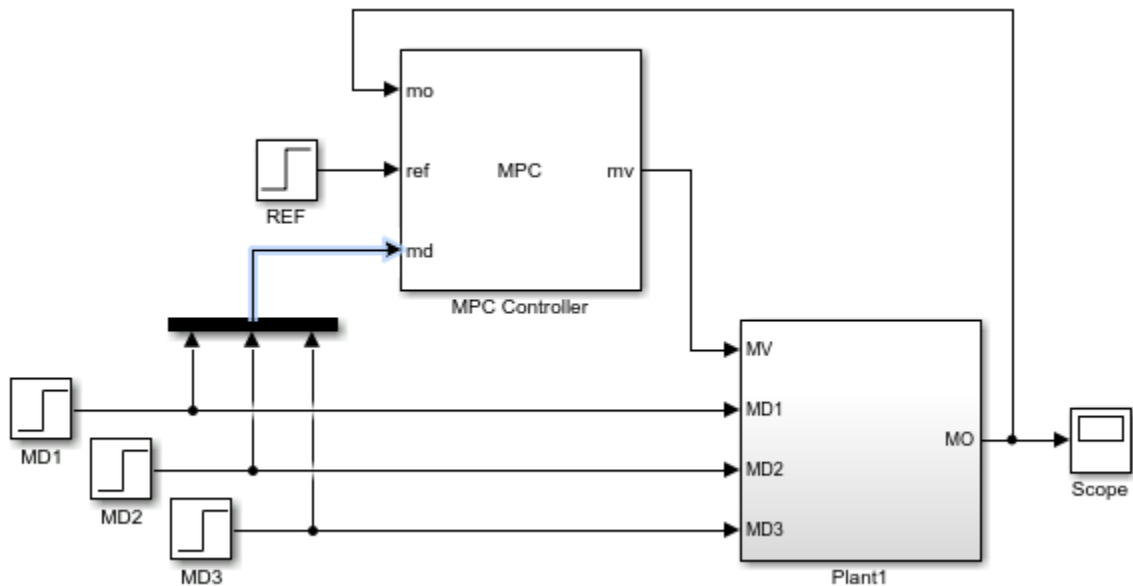 mo
ref
MPC
mv
REF
md
MPC Controller
MV
MD1
MD1
MO
MD2
MD2
Scope
MD3
MD3
Plant1